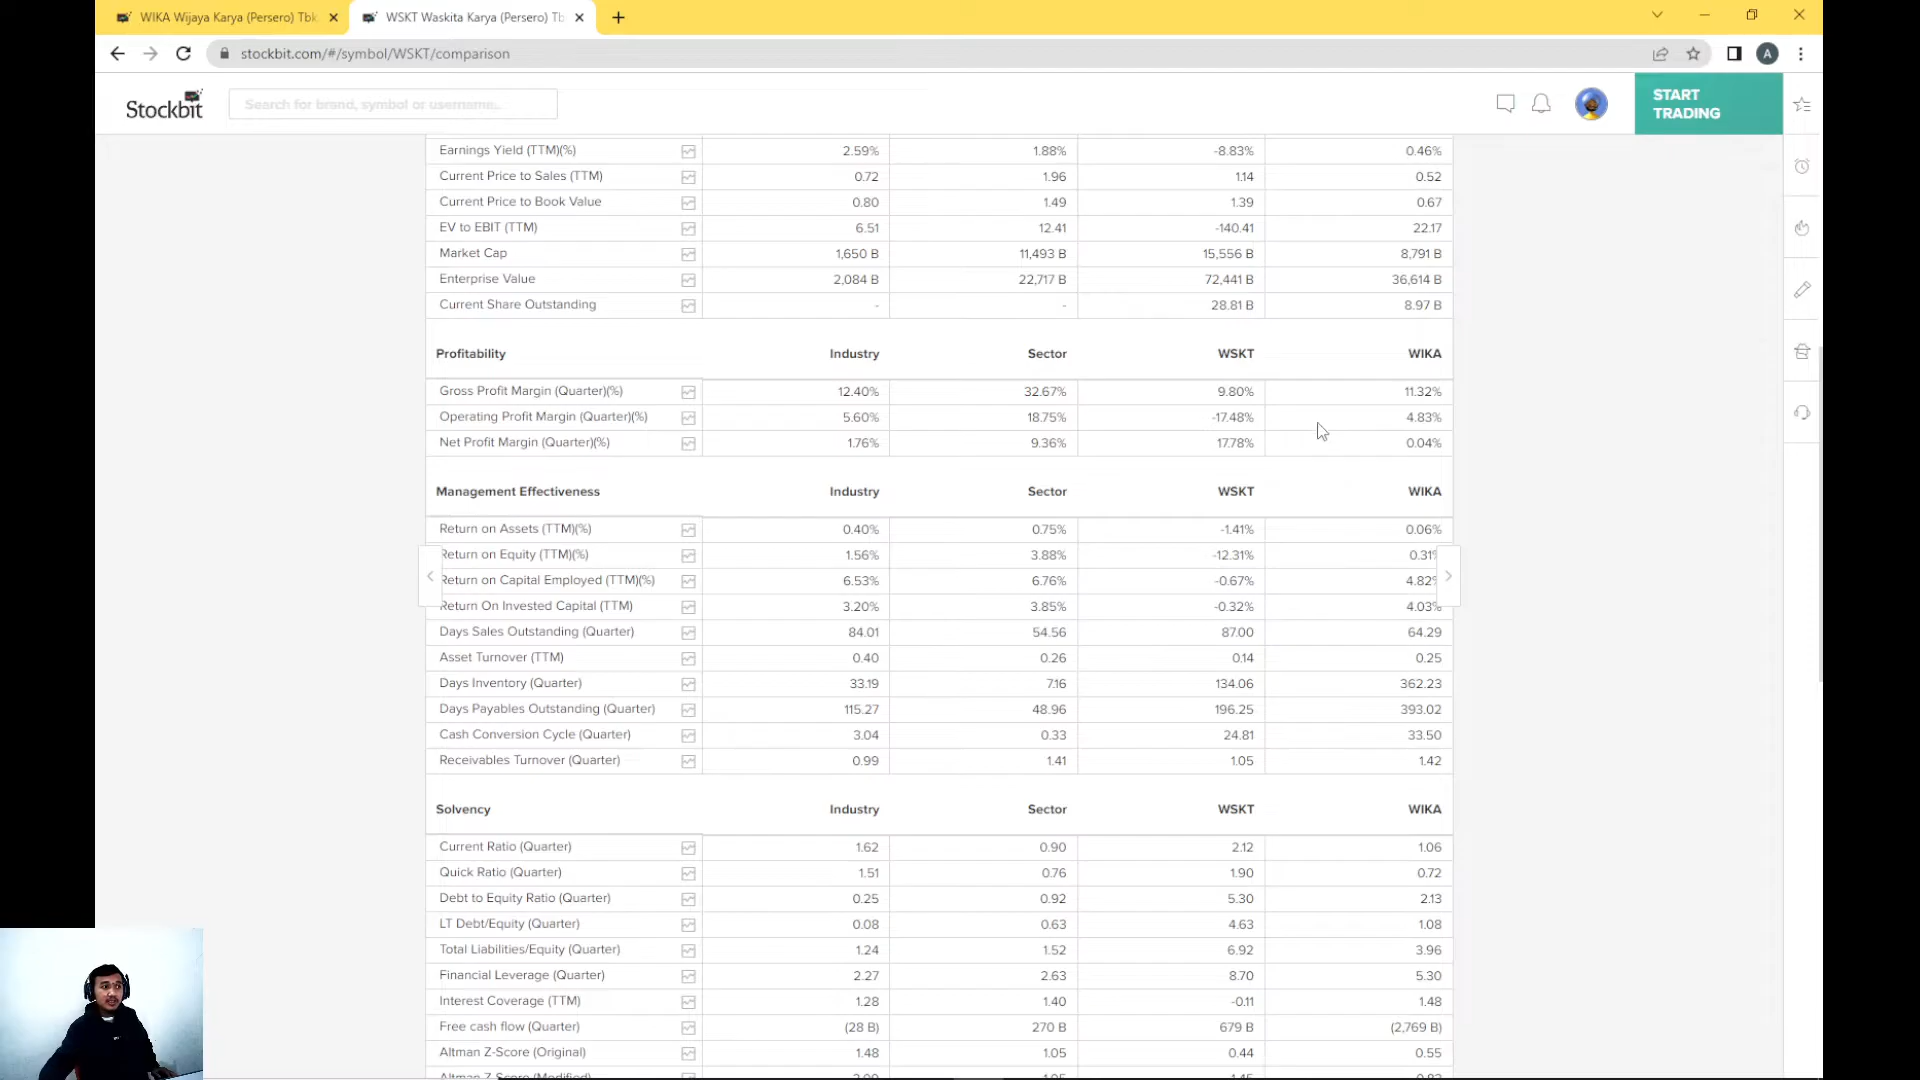 WIKA Wijaya Karya (Persero) Tbk
WSKT Waskita Karya (Persero) Tb
stockbit.com/#/symbol/WSKT/comparison
A
Stockbit
Search for brand, symbol or username...
START TRADING
Earnings Yield (TTM)(%) 2.59% 1.88% -8.83% 0.46%
Current Price to Sales (TTM) 0.72 1.96 1.14 0.52
Current Price to Book Value 0.80 1.49 1.39 0.67
EV to EBIT (TTM) 6.51 12.41 -140.41 22.17
Market Cap 1,650 B 11,493 B 15,556 B 8,791 B
Enterprise Value 2,084 B 22,717 B 72,441 B 36,614 B
Current Share Outstanding - - 28.81 B 8.97 B
Profitability Industry Sector WSKT WIKA
Gross Profit Margin (Quarter)(%) 12.40% 32.67% 9.80% 11.32%
Operating Profit Margin (Quarter)(%) 5.60% 18.75% -17.48% 4.83%
Net Profit Margin (Quarter)(%) 1.76% 9.36% 17.78% 0.04%
Management Effectiveness Industry Sector WSKT WIKA
Return on Assets (TTM)(%) 0.40% 0.75% -1.41% 0.06%
Return on Equity (TTM)(%) 1.56% 3.88% -12.31% 0.31%
Return on Capital Employed (TTM)(%) 6.53% 6.76% -0.67% 4.82%
Return On Invested Capital (TTM) 3.20% 3.85% -0.32% 4.03%
Days Sales Outstanding (Quarter) 84.01 54.56 87.00 64.29
Asset Turnover (TTM) 0.40 0.26 0.14 0.25
Days Inventory (Quarter) 33.19 7.16 134.06 362.23
Days Payables Outstanding (Quarter) 115.27 48.96 196.25 393.02
Cash Conversion Cycle (Quarter) 3.04 0.33 24.81 33.50
Receivables Turnover (Quarter) 0.99 1.41 1.05 1.42
Solvency Industry Sector WSKT WIKA
Current Ratio (Quarter) 1.62 0.90 2.12 1.06
Quick Ratio (Quarter) 1.51 0.76 1.90 0.72
Debt to Equity Ratio (Quarter) 0.25 0.92 5.30 2.13
LT Debt/Equity (Quarter) 0.08 0.63 4.63 1.08
Total Liabilities/Equity (Quarter) 1.24 1.52 6.92 3.96
Financial Leverage (Quarter) 2.27 2.63 8.70 5.30
Interest Coverage (TTM) 1.28 1.40 -0.11 1.48
Free cash flow (Quarter) (28 B) 270 B 679 B (2,769 B)
Altman Z-Score (Original) 1.48 1.05 0.44 0.55
Altman Z-Score (Modified)